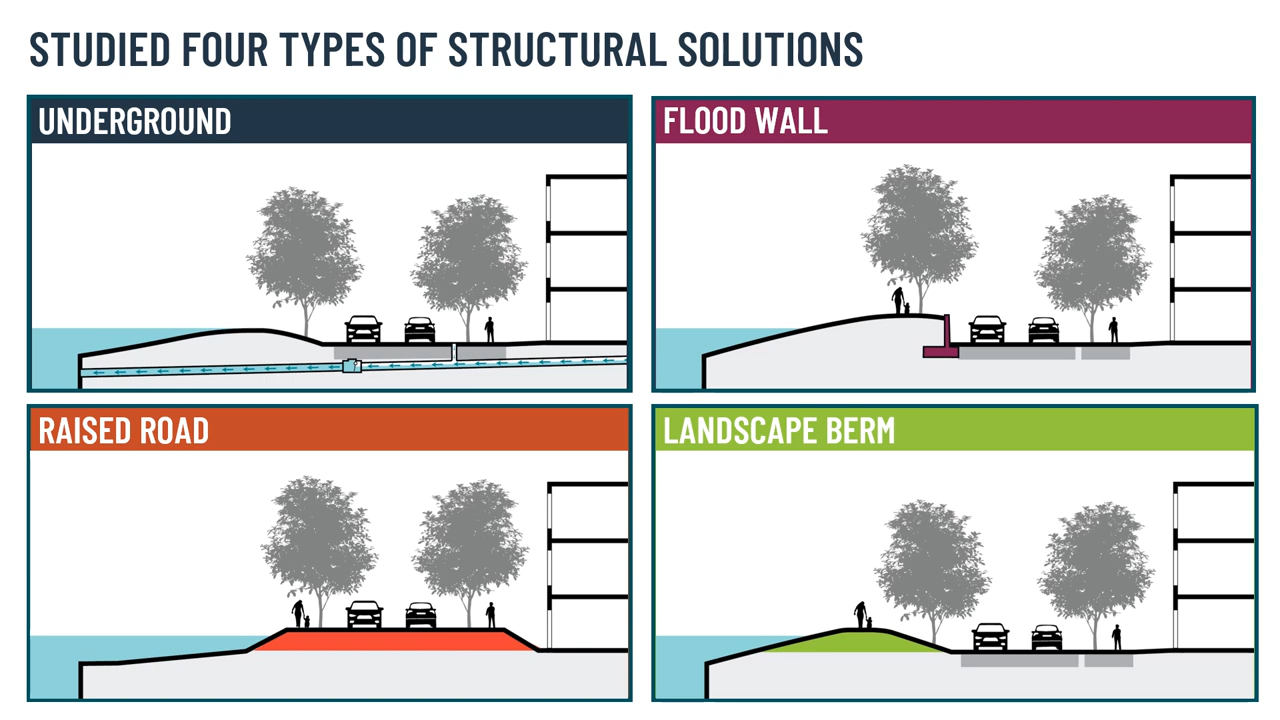 STUDIED FOUR TYPES OF STRUCTURAL SOLUTIONS
UNDERGROUND
FLOOD WALL
RAISED ROAD
LANDSCAPE BERM